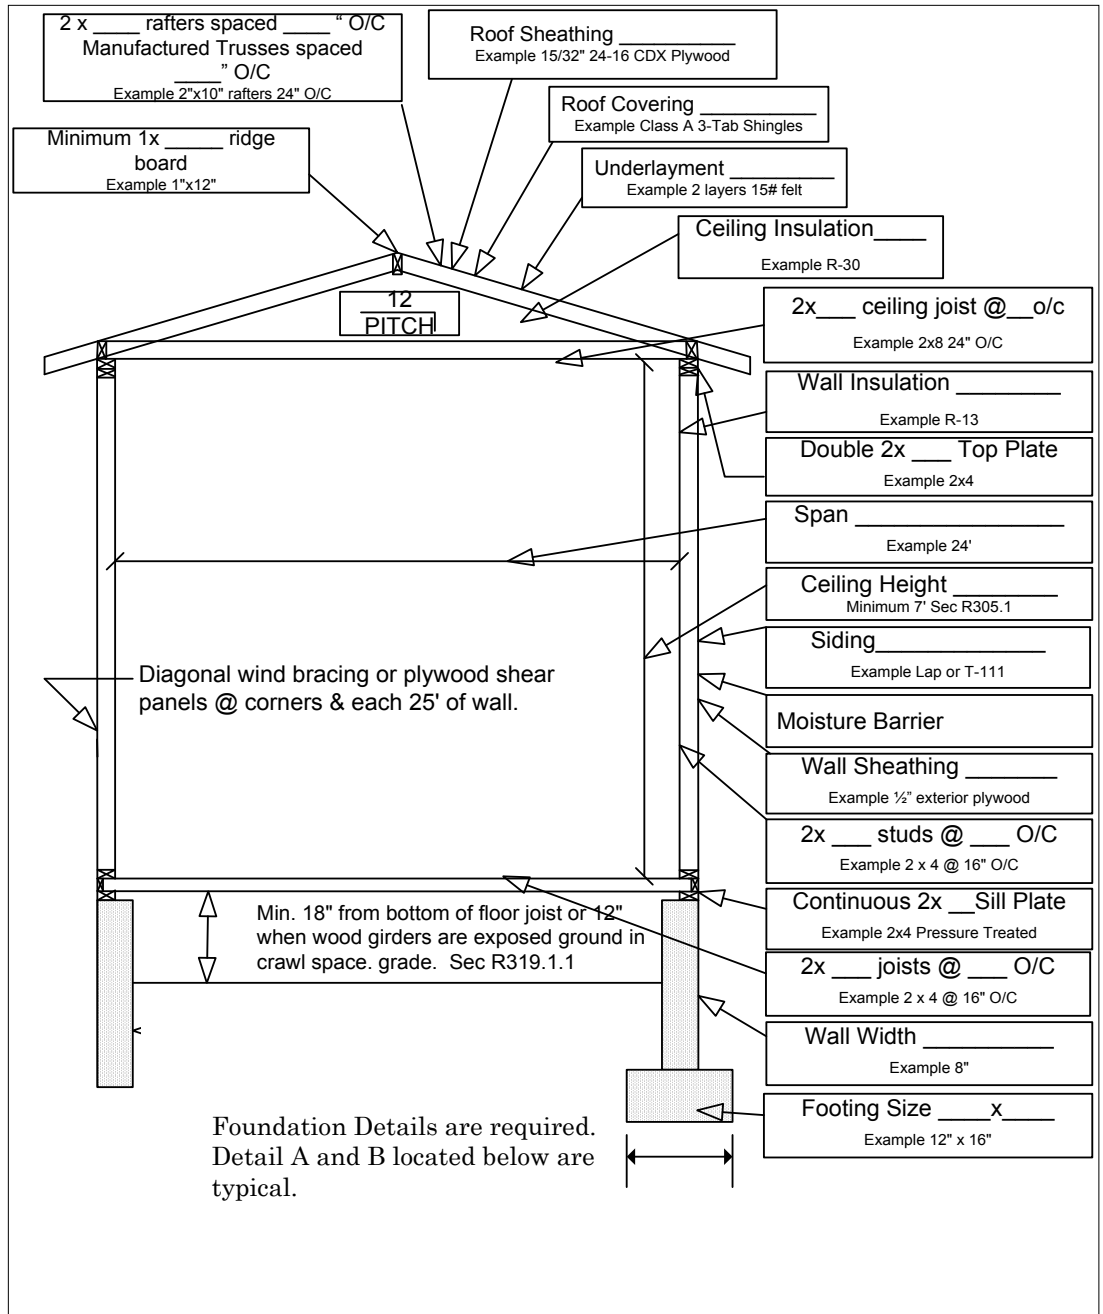 2 x ____ rafters spaced ____ " O/C
Manufactured Trusses spaced
____" O/C
Example 2"x10" rafters 24" O/C
Roof Sheathing __________
Example 15/32" 24-16 CDX Plywood
Roof Covering __________
Example Class A 3-Tab Shingles
Minimum 1x _____ ridge
board
Example 1"x12"
Underlayment _________
Example 2 layers 15# felt
Ceiling Insulation____
Example R-30
12
PITCH
2x___ ceiling joist @__o/c
Example 2x8 24" O/C
Wall Insulation _________
Example R-13
Double 2x ___ Top Plate
Example 2x4
Span __________________
Example 24'
Ceiling Height _______
Minimum 7' Sec R305.1
Siding_______________
Example Lap or T-111
Diagonal wind bracing or plywood shear
panels @ corners & each 25' of wall.
Moisture Barrier
Wall Sheathing _______
Example ½" exterior plywood
2x ___ studs @ ___ O/C
Example 2 x 4 @ 16" O/C
Continuous 2x __Sill Plate
Example 2x4 Pressure Treated
Min. 18" from bottom of floor joist or 12"
when wood girders are exposed ground in
crawl space. grade.  Sec R319.1.1
2x ___ joists @ ___ O/C
Example 2 x 4 @ 16" O/C
Wall Width ___________
Example 8"
Footing Size ____x____
Example 12" x 16"
Foundation Details are required.
Detail A and B located below are
typical.